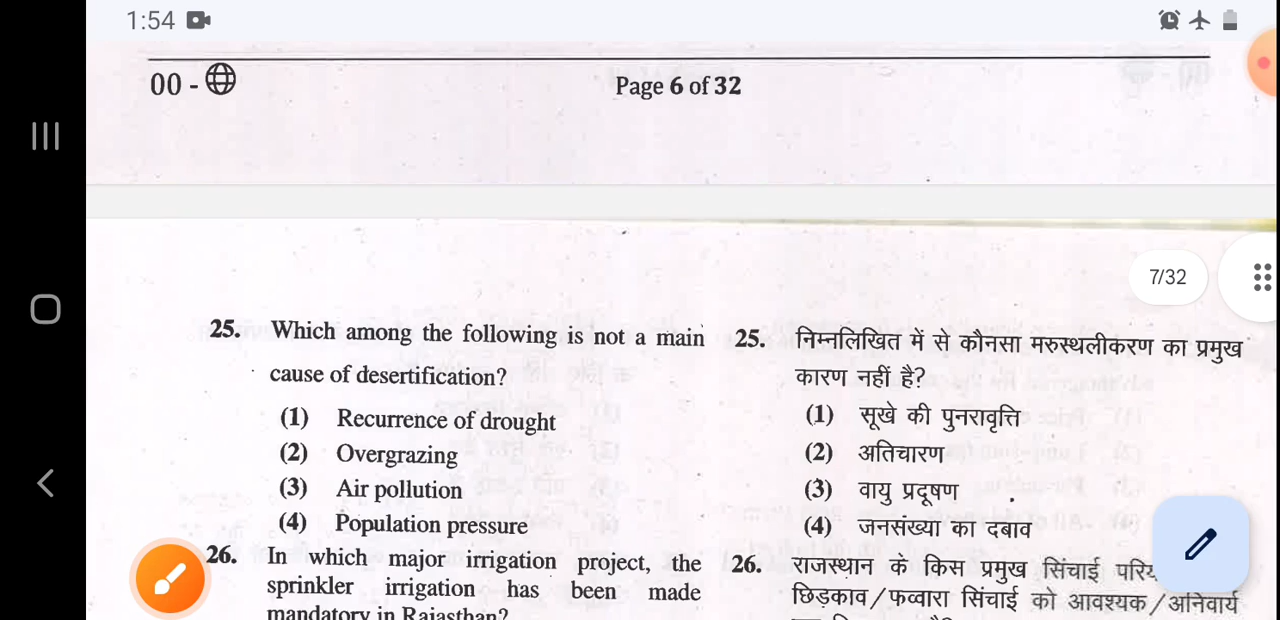 1:54
00 -
Page 6 of 32
7/32
25. Which among the following is not a main
cause of desertification?
(1) Recurrence of drought
(2) Overgrazing
(3) Air pollution
(4) Population pressure
26. In which major irrigation project, the
sprinkler irrigation has been made
mandatory in Rajasthan?
25. निम्नलिखित में से कौनसा मरुस्थलीकरण का प्रमुख
कारण नहीं है?
(1) सूखे की पुनरावृत्ति
(2) अतिचारण
(3) वायु प्रदूषण
(4) जनसंख्या का दबाव
26. राजस्थान के किस प्रमुख सिंचाई
छिड़काव/फव्वारा सिंचाई को आवश्यक/अनिवार्य